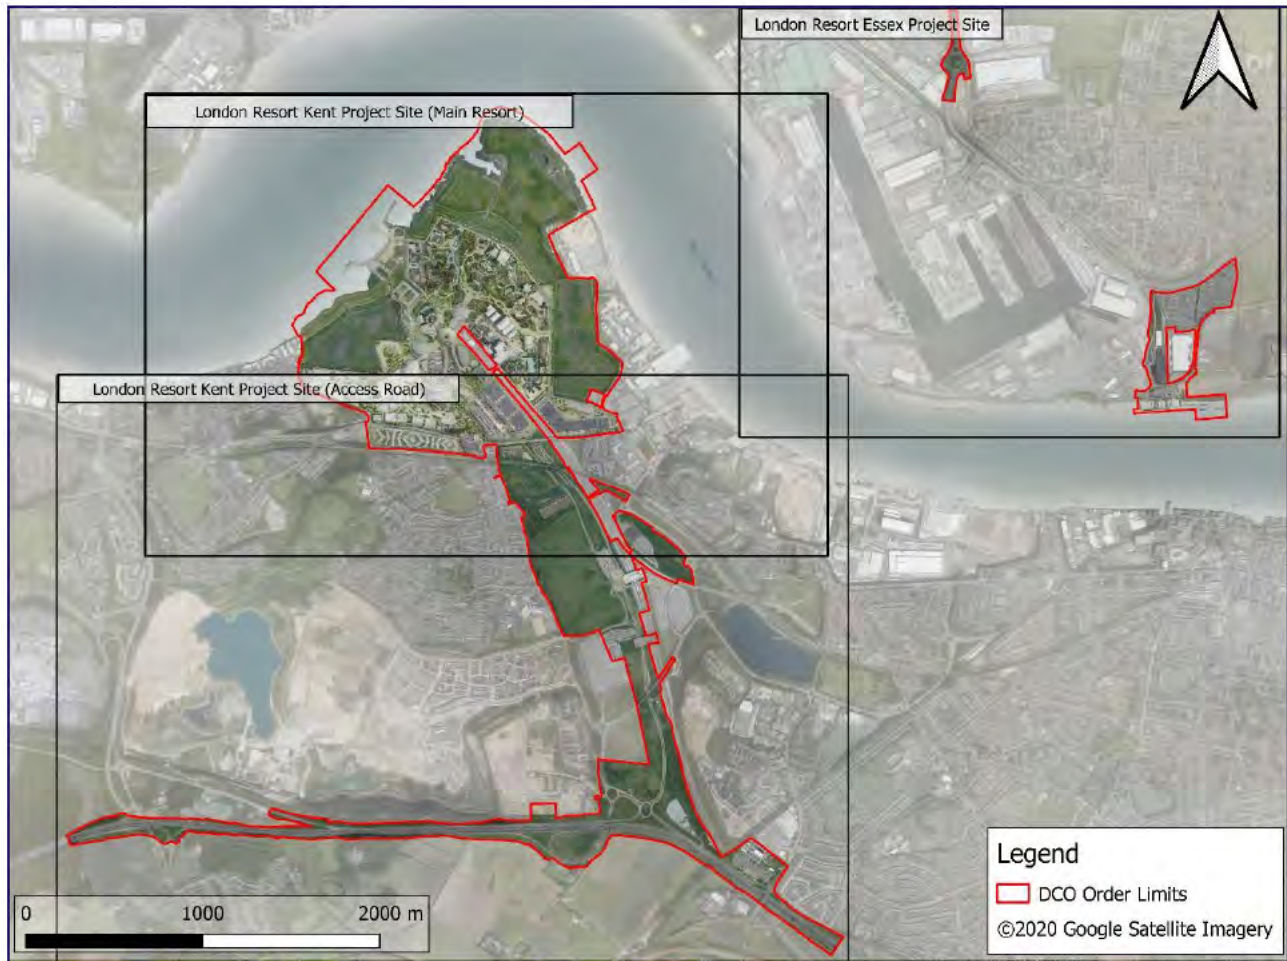 London Resort Essex Project Site
London Resort Kent Project Site (Main Resort)
London Resort Kent Project Site (Access Road)
Legend
DCO Order Limits
©2020 Google Satellite Imagery
0 1000 2000 m